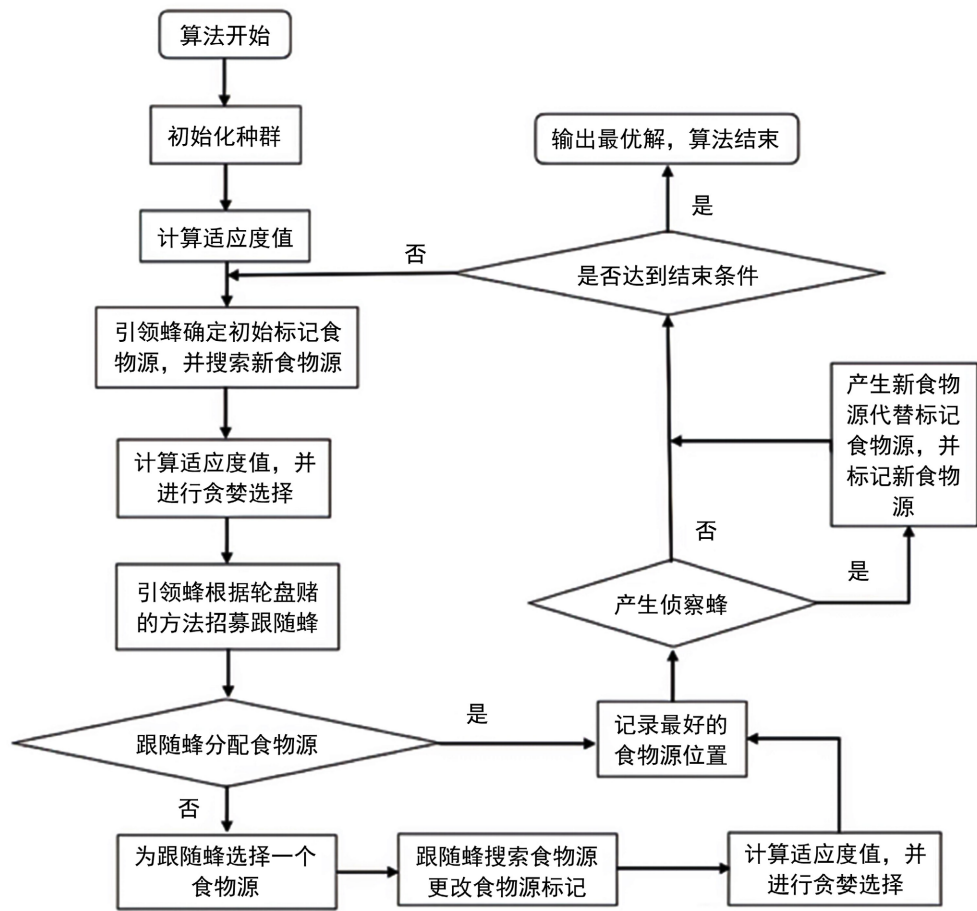 算法开始
初始化种群
计算适应度值
引领蜂确定初始标记食
物源，并搜索新食物源
计算适应度值，并
进行贪婪选择
引领蜂根据轮盘赌
的方法招募跟随蜂
跟随蜂分配食物源
是
否
为跟随蜂选择一个
食物源
跟随蜂搜索食物源
更改食物源标记
计算适应度值，并
进行贪婪选择
记录最好的
食物源位置
产生侦察蜂
是
否
产生新食物
源代替标记
食物源，并
标记新食物
源
是否达到结束条件
否
是
输出最优解，算法结束